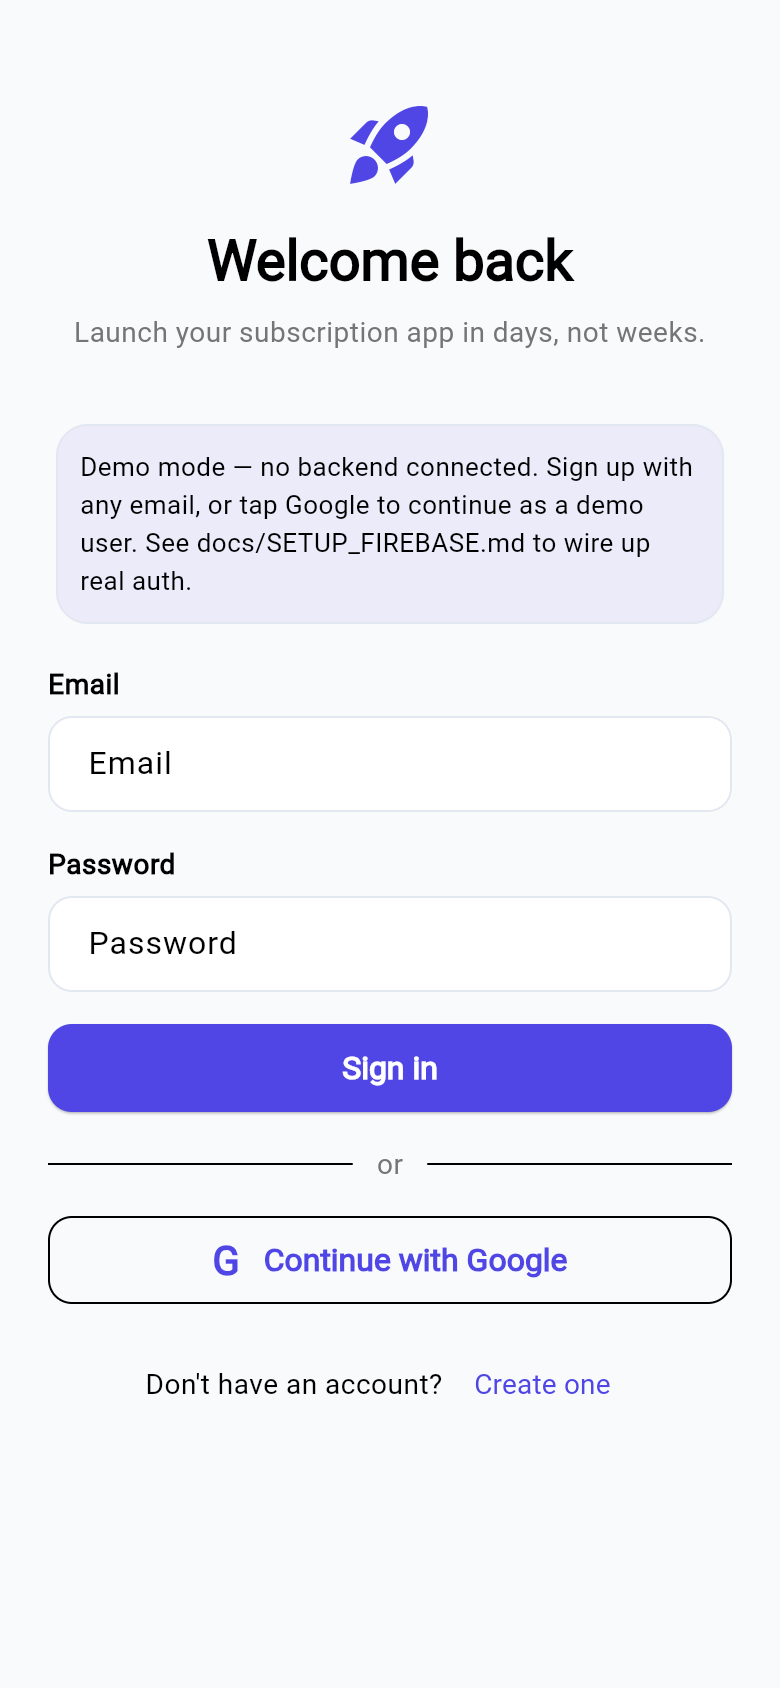 Welcome back
Launch your subscription app in days, not weeks.
Demo mode — no backend connected. Sign up with
any email, or tap Google to continue as a demo
user. See docs/SETUP_FIREBASE.md to wire up
real auth.
Email
Email
Password
Password
Sign in
or
G Continue with Google
Don't have an account? Create one